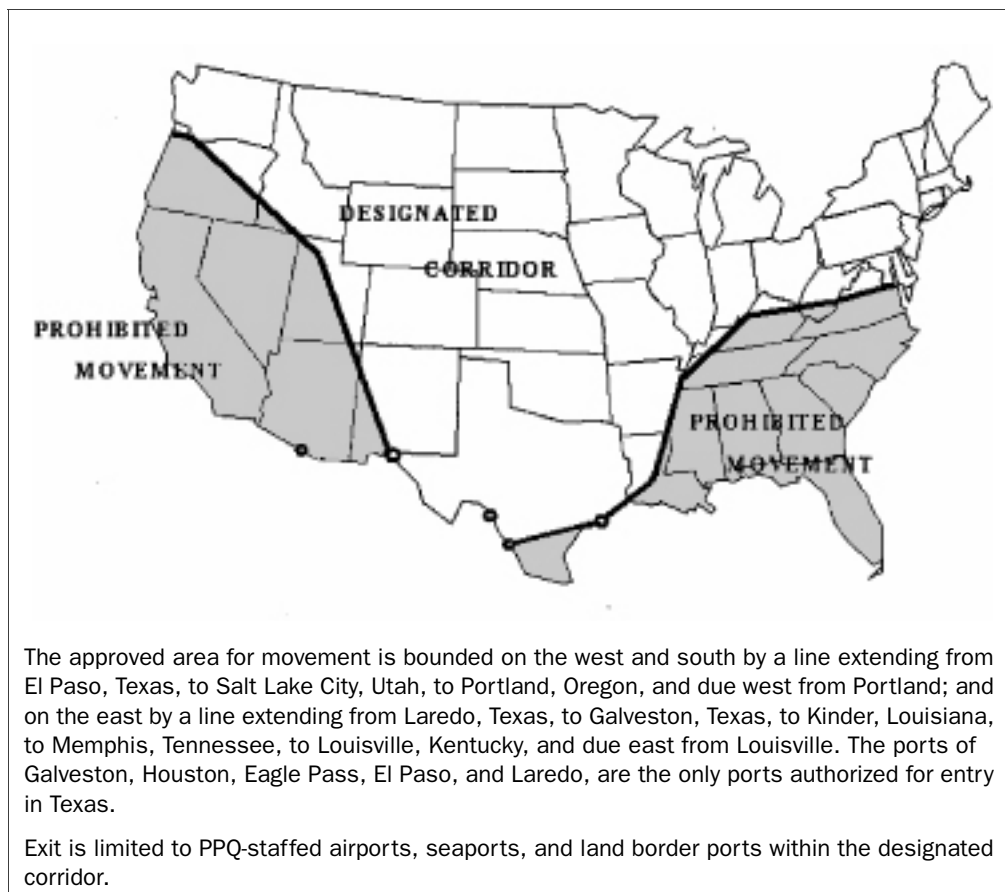 DESIGNATED
CORRIDOR
PROHIBITED
MOVEMENT
PROHIBITED
MOVEMENT
The approved area for movement is bounded on the west and south by a line extending from
El Paso, Texas, to Salt Lake City, Utah, to Portland, Oregon, and due west from Portland; and
on the east by a line extending from Laredo, Texas, to Galveston, Texas, to Kinder, Louisiana,
to Memphis, Tennessee, to Louisville, Kentucky, and due east from Louisville. The ports of
Galveston, Houston, Eagle Pass, El Paso, and Laredo, are the only ports authorized for entry
in Texas.
Exit is limited to PPQ-staffed airports, seaports, and land border ports within the designated
corridor.